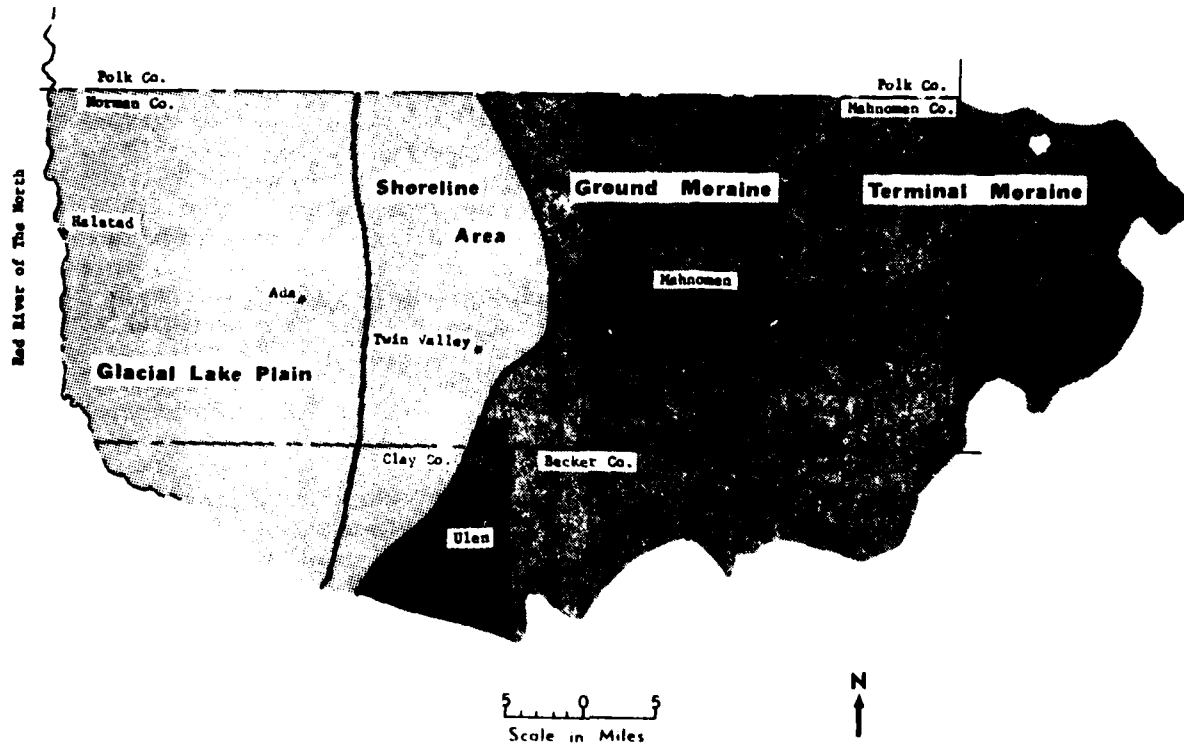 Polk Co.
Norman Co.
Polk Co.
Mahnomen Co.
Shoreline
Area
Ground Moraine
Terminal Moraine
Red River of The North
Halstad
Mahnomen
Ada
Twin Valley
Glacial Lake Plain
Clay Co.
Becker Co.
Ulen
5 0 5
Scale in Miles
N